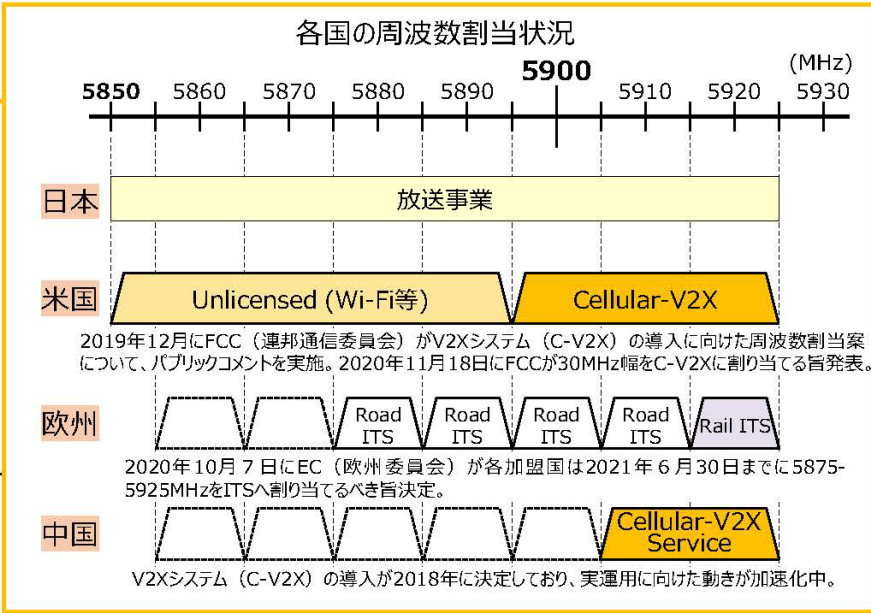 各国の周波数割当状況
(MHz)
5850 5860 5870 5880 5890 5900 5910 5920 5930
日本
放送事業
米国
Unlicensed (Wi-Fi等)
Cellular-V2X
2019年12月にFCC（連邦通信委員会）がV2Xシステム（C-V2X）の導入に向けた周波数割当案
について、パブリックコメントを実施。2020年11月18日にFCCが30MHz幅をC-V2Xに割り当てる旨発表。
欧州
Road
ITS
Road
ITS
Road
ITS
Road
ITS
Rail ITS
2020年10月７日にEC（欧州委員会）が各加盟国は2021年６月30日までに5875-
5925MHzをITSへ割り当てるべき旨決定。
中国
Cellular-V2X
Service
V2Xシステム（C-V2X）の導入が2018年に決定しており、実運用に向けた動きが加速化中。